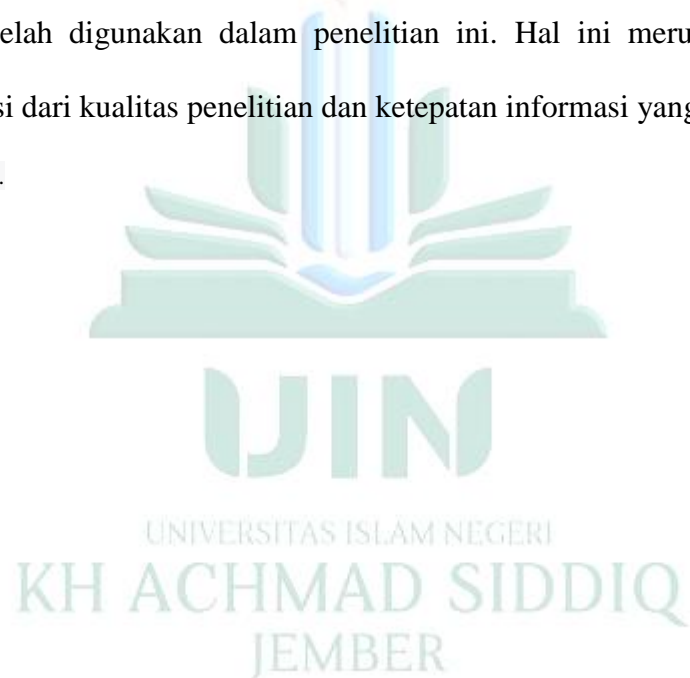 elah digunakan dalam penelitian ini. Hal ini meru
si dari kualitas penelitian dan ketepatan informasi yang
.
UIN
UNIVERSITAS ISLAM NEGERI
KH ACHMAD SIDDIQ
JEMBER